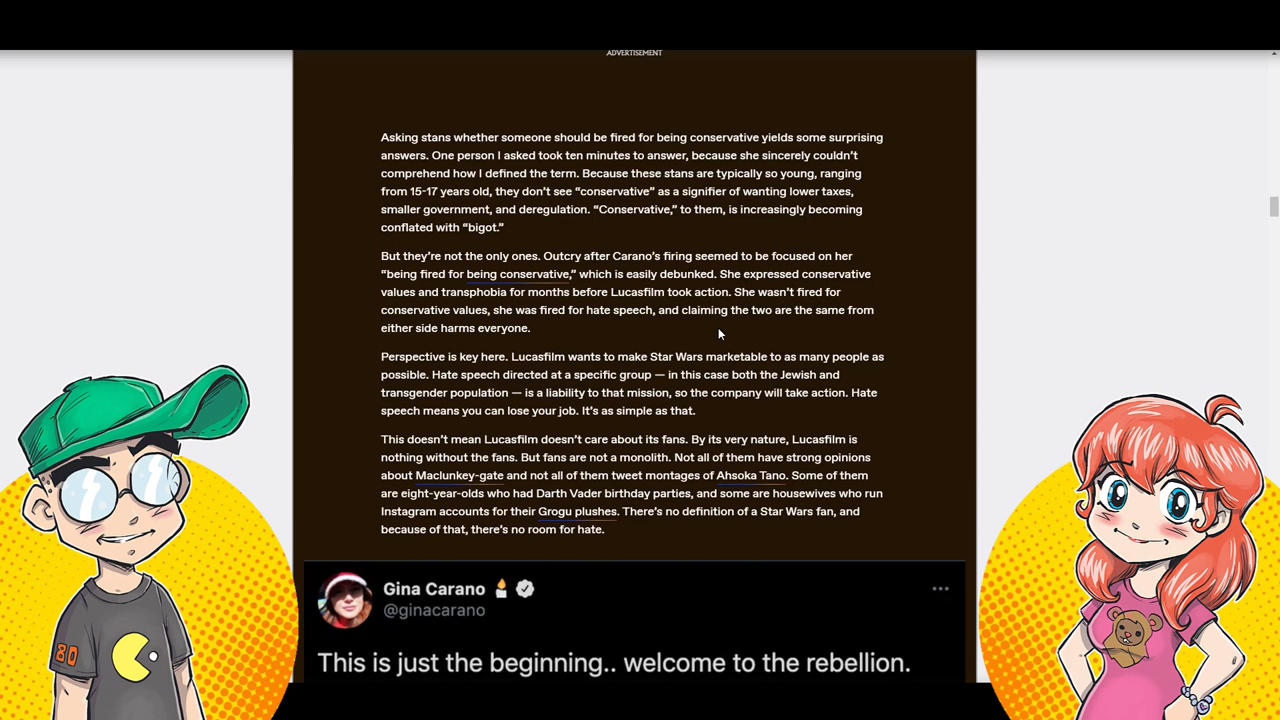 ADVERTISEMENT
Asking stans whether someone should be fired for being conservative yields some surprising
answers. One person I asked took ten minutes to answer, because she sincerely couldn't
comprehend how I defined the term. Because these stans are typically so young, ranging
from 15-17 years old, they don't see “conservative” as a signifier of wanting lower taxes,
smaller government, and deregulation. “Conservative,” to them, is increasingly becoming
conflated with “bigot.”
But they're not the only ones. Outcry after Carano's firing seemed to be focused on her
“being fired for being conservative,” which is easily debunked. She expressed conservative
values and transphobia for months before Lucasfilm took action. She wasn't fired for
conservative values, she was fired for hate speech, and claiming the two are the same from
either side harms everyone.
Perspective is key here. Lucasfilm wants to make Star Wars marketable to as many people as
possible. Hate speech directed at a specific group — in this case both the Jewish and
transgender population — is a liability to that mission, so the company will take action. Hate
speech means you can lose your job. It's as simple as that.
This doesn't mean Lucasfilm doesn't care about its fans. By its very nature, Lucasfilm is
nothing without the fans. But fans are not a monolith. Not all of them have strong opinions
about Maclunkey-gate and not all of them tweet montages of Ahsoka Tano. Some of them
are eight-year-olds who had Darth Vader birthday parties, and some are housewives who run
Instagram accounts for their Grogu plushes. There's no definition of a Star Wars fan, and
because of that, there's no room for hate.
Gina Carano
@ginacarano
This is just the beginning.. welcome to the rebellion.
80